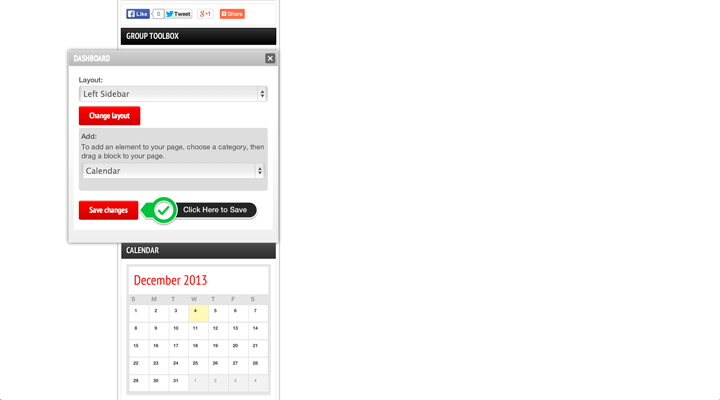 Like
0
Tweet
+1
Share
GROUP TOOLBOX
DASHBOARD
Layout:
Left Sidebar
Change layout
Add:
To add an element to your page, choose a category, then
drag a block to your page.
Calendar
Save changes
Click Here to Save
CALENDAR
December 2013
S M T W T F S
1 2 3 4 5 6 7
8 9 10 11 12 13 14
15 16 17 18 19 20 21
22 23 24 25 26 27 28
29 30 31 1 2 3 4